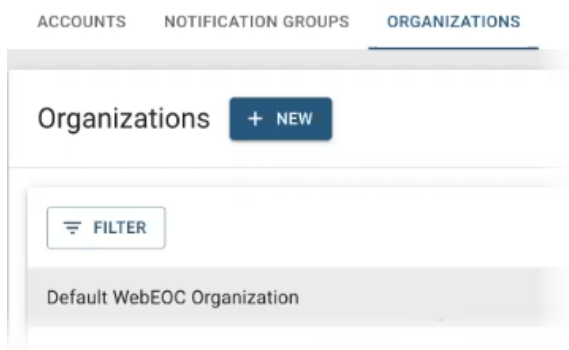 ACCOUNTS NOTIFICATION GROUPS ORGANIZATIONS
Organizations + NEW
FILTER
Default WebEOC Organization